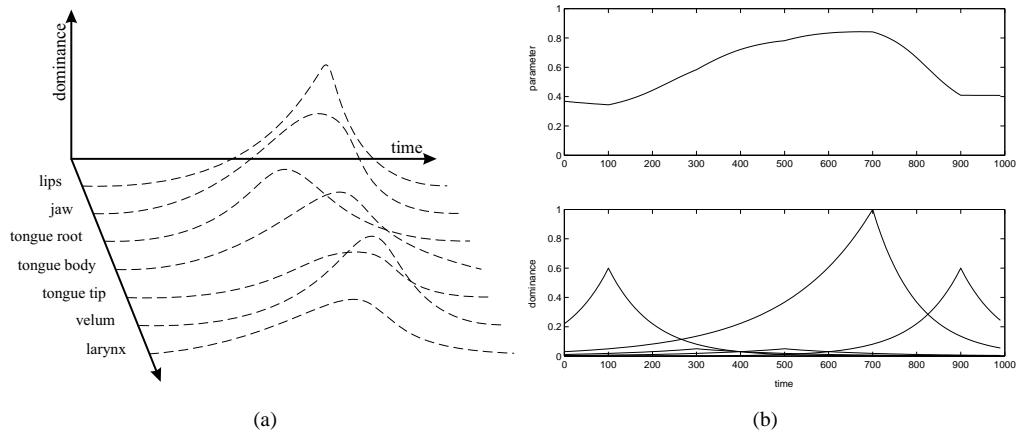 dominance
time
lips
jaw
tongue root
tongue body
tongue tip
velum
larynx
(a)
parameter
1
0.8
0.6
0.4
0.2
0
0 100 200 300 400 500 600 700 800 900 1000
dominance
1
0.8
0.6
0.4
0.2
0
0 100 200 300 400 500 600 700 800 900 1000
time
(b)